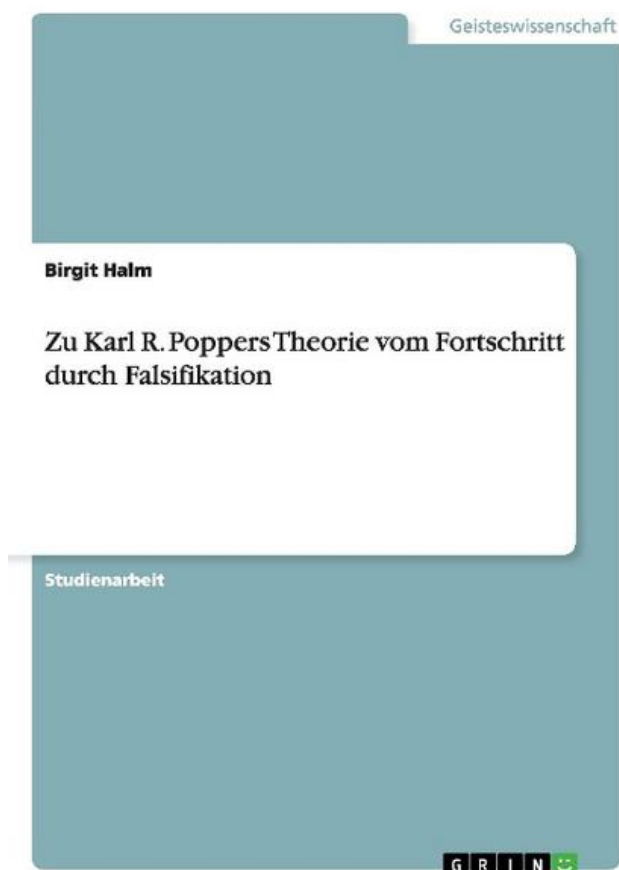 Geisteswissenschaft
Birgit Halm
Zu Karl R. Poppers Theorie vom Fortschritt
durch Falsifikation
Studienarbeit
GRIN